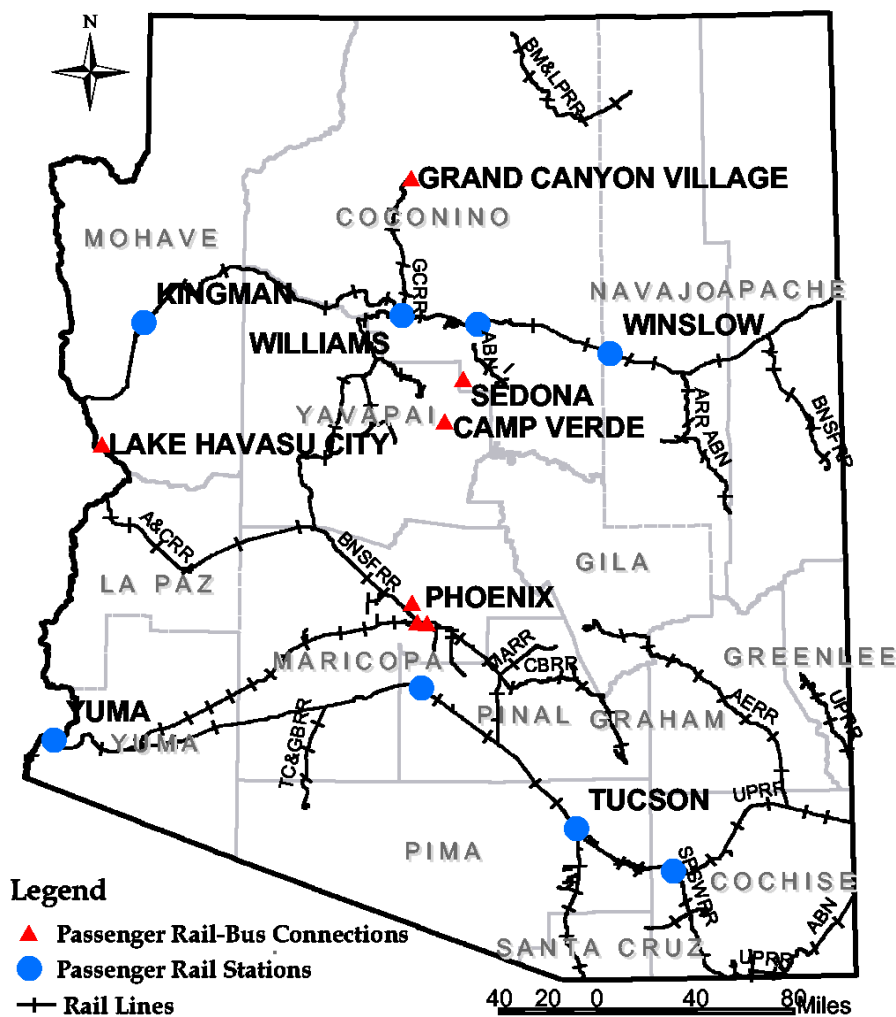 N
BM&LPRR
GRAND CANYON VILLAGE
COCONINO
MOHAVE
GCRR
KINGMAN
NAVAJO
APACHE
WILLIAMS
WINSLOW
ABN
SEDONA
YAVAPAI
CAMP VERDE
ARR ABN
BNSFRR
LAKE HAVASU CITY
A&CRR
BNSFRR
GILA
LA PAZ
PHOENIX
MARICOPA
MARR
CBRR
GREENLEE
YUMA
PINAL
GRAHAM
AERR
UPRR
YUMA
TC&GBRR
TUCSON
UPRR
PIMA
SPSWRR
COCHISE
ABN
SANTA CRUZ
UPRR
Legend
Passenger Rail-Bus Connections
Passenger Rail Stations
Rail Lines
40 20 0 40 80 Miles